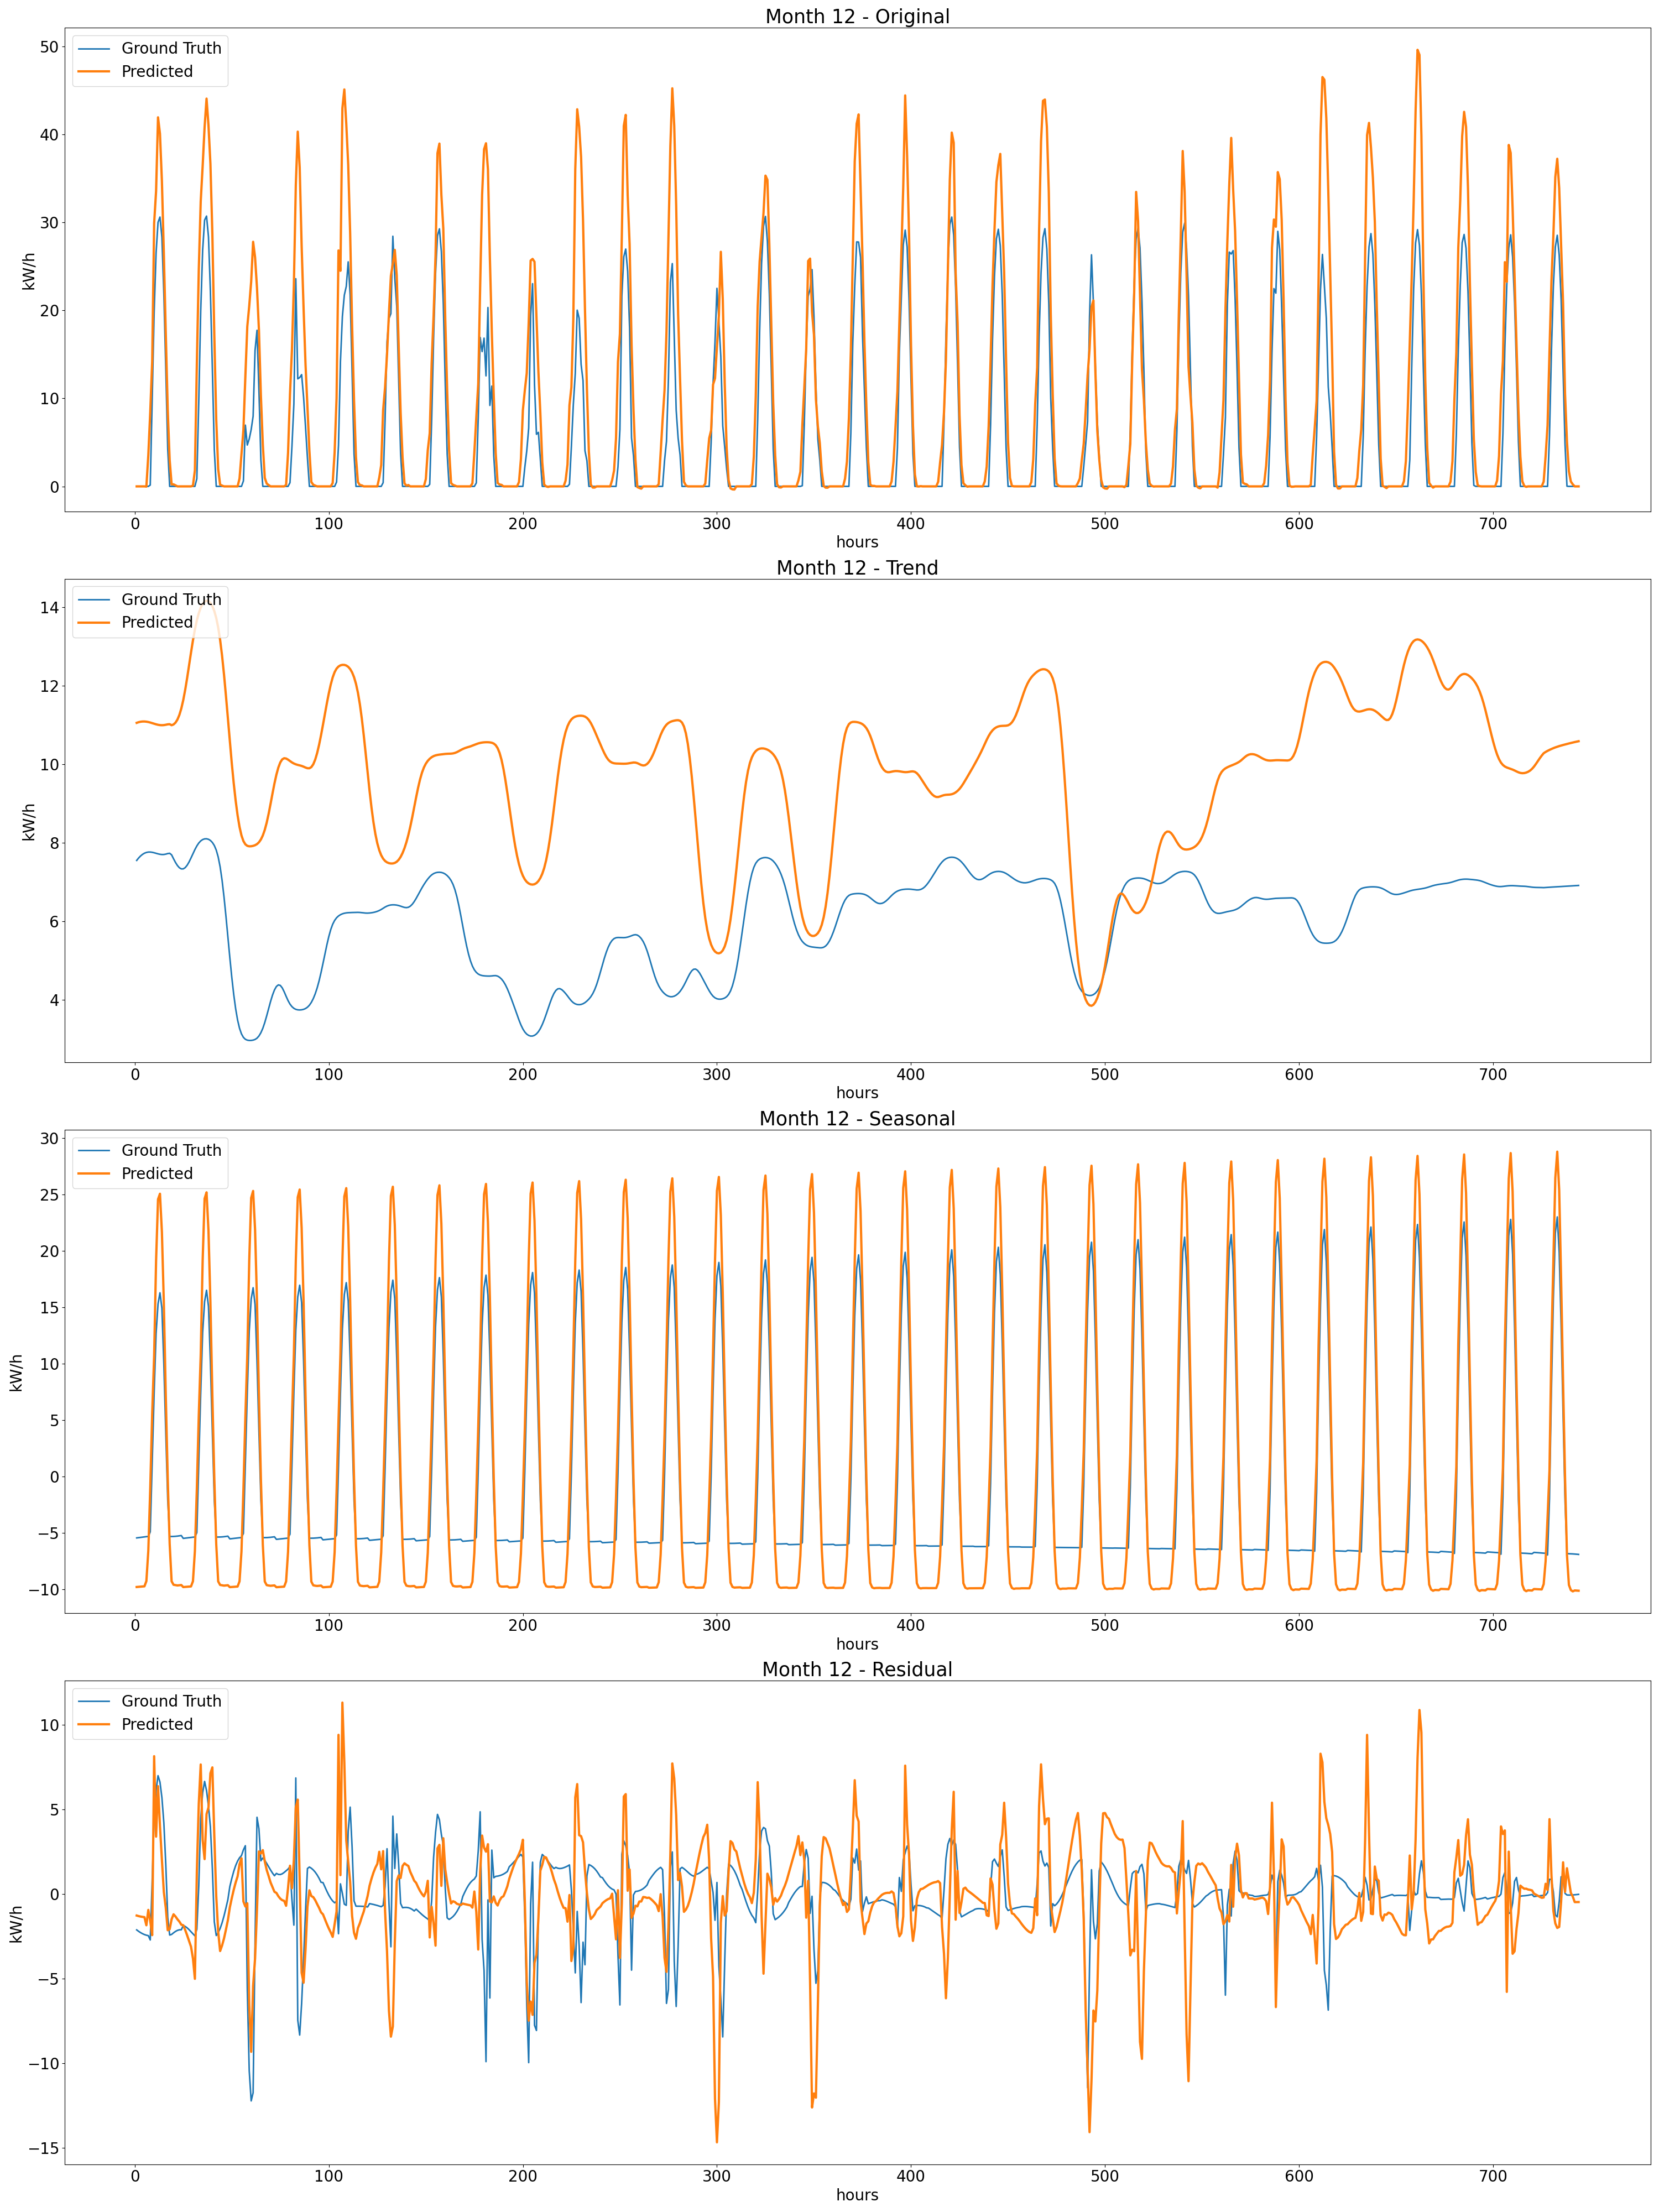 Month 12 - Original
Ground Truth
Predicted
50
40
30
20
10
0
kW/h
0 100 200 300 400 500 600 700
hours
Month 12 - Trend
Ground Truth
Predicted
14
12
10
8
6
4
kW/h
0 100 200 300 400 500 600 700
hours
Month 12 - Seasonal
Ground Truth
Predicted
30
25
20
15
10
5
0
−5
−10
kW/h
0 100 200 300 400 500 600 700
hours
Month 12 - Residual
Ground Truth
Predicted
10
5
0
−5
−10
−15
kW/h
0 100 200 300 400 500 600 700
hours